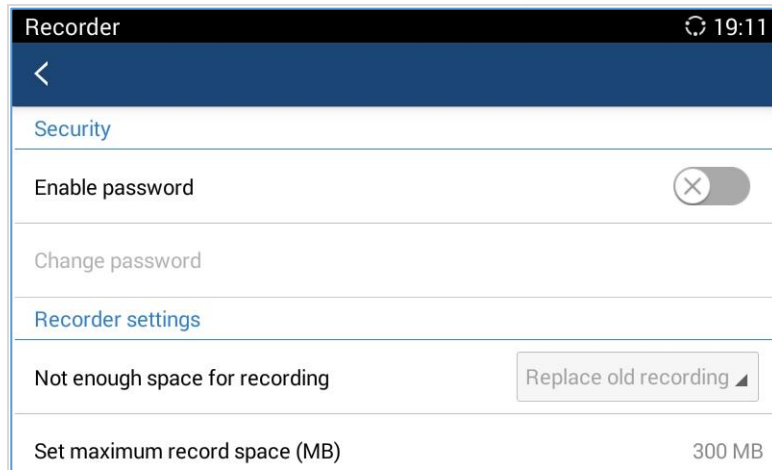 Recorder 19:11
Security
Enable password
Change password
Recorder settings
Not enough space for recording Replace old recording
Set maximum record space (MB) 300 MB